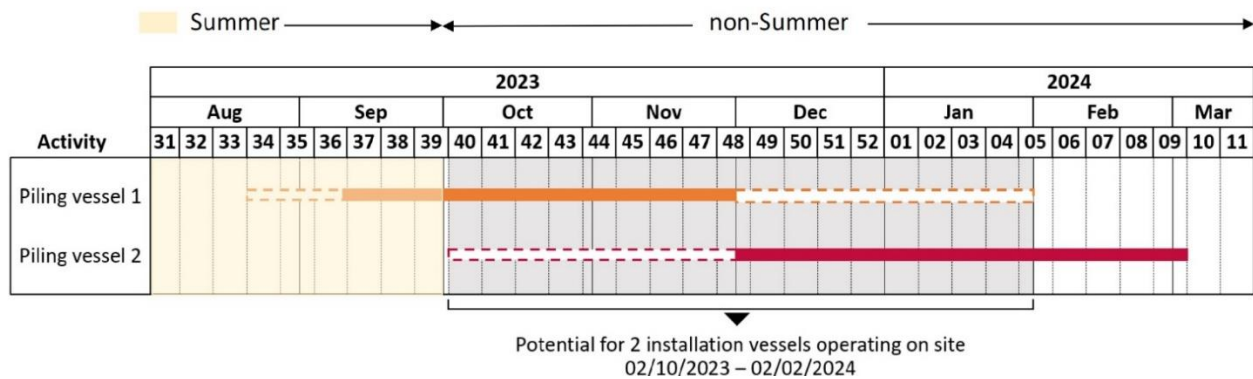 Summer
non-Summer
2023 2024
Aug Sep Oct Nov Dec Jan Feb Mar
Activity 31 32 33 34 35 36 37 38 39 40 41 42 43 44 45 46 47 48 49 50 51 52 01 02 03 04 05 06 07 08 09 10 11
Piling vessel 1
Piling vessel 2
Potential for 2 installation vessels operating on site
02/10/2023 – 02/02/2024